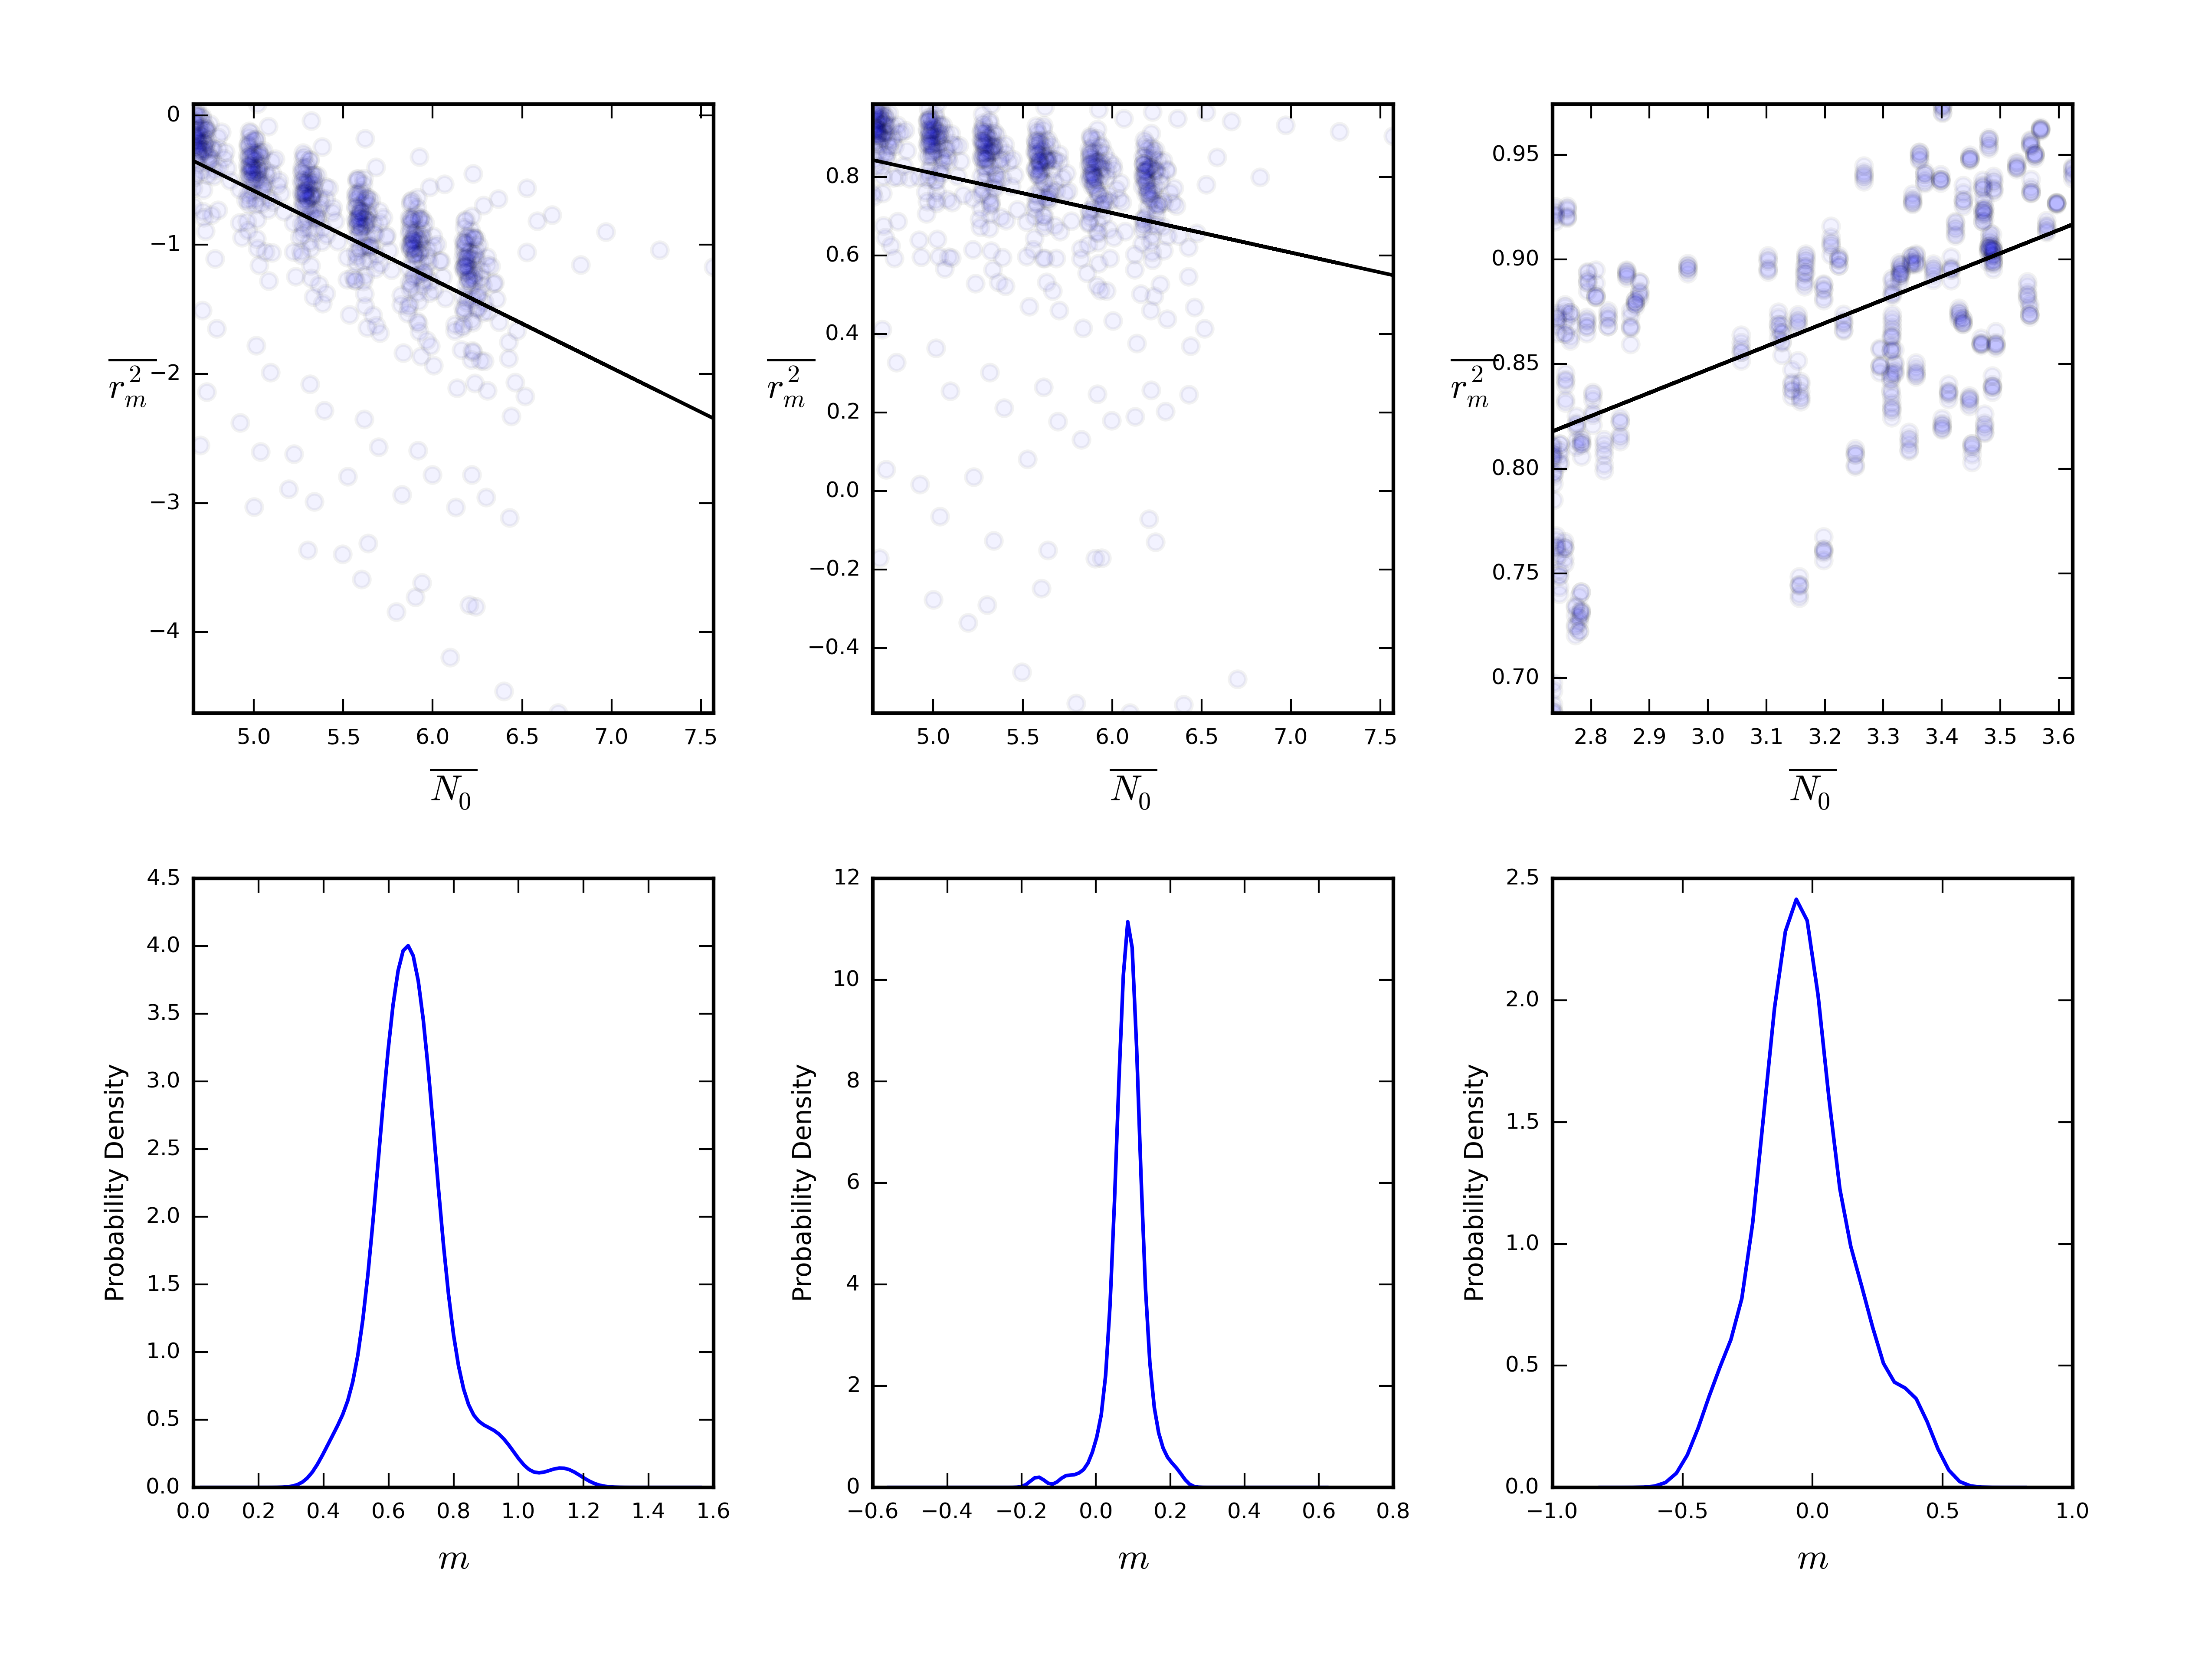 0
−1
−2
−3
−4
5.0 5.5 6.0 6.5 7.0 7.5
$\overline{r_m^2}$
$\overline{N_0}$
0.8
0.6
0.4
0.2
0.0
−0.2
−0.4
5.0 5.5 6.0 6.5 7.0 7.5
$\overline{r_m^2}$
$\overline{N_0}$
0.95
0.90
0.85
0.80
0.75
0.70
2.8 2.9 3.0 3.1 3.2 3.3 3.4 3.5 3.6
$\overline{r_m^2}$
$\overline{N_0}$
4.5
4.0
3.5
3.0
2.5
2.0
1.5
1.0
0.5
0.0
0.0 0.2 0.4 0.6 0.8 1.0 1.2 1.4 1.6
Probability Density
m
12
10
8
6
4
2
0
−0.6 −0.4 −0.2 0.0 0.2 0.4 0.6 0.8
Probability Density
m
2.5
2.0
1.5
1.0
0.5
0.0
−1.0 −0.5 0.0 0.5 1.0
Probability Density
m